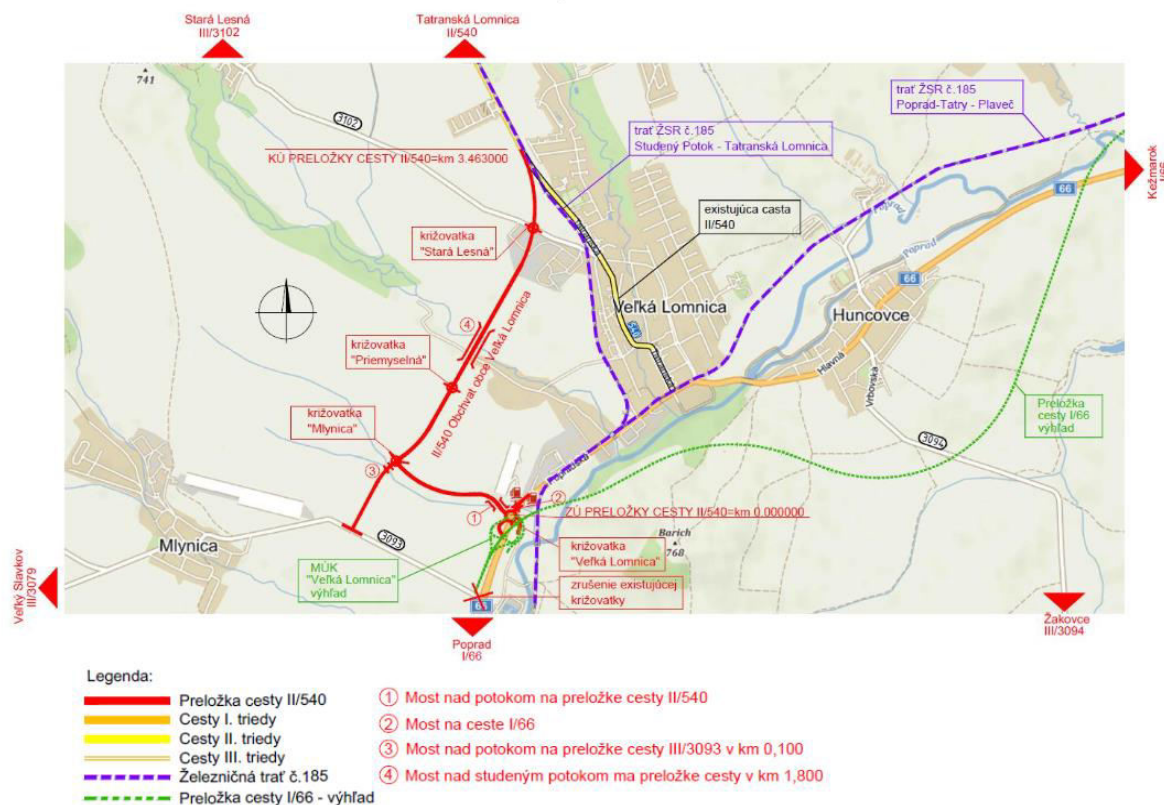 Stará Lesná
III/3102
Tatranská Lomnica
II/540
741
3102
trať ŽSR č.185
Poprad-Tatry - Plaveč
trať ŽSR č.185
Studený Potok - Tatranská Lomnica
KÚ PRELOŽKY CESTY II/540=km 3.463000
Kežmarok
I/66
66
Poprad
existujúca casta
II/540
križovatka
"Stará Lesná"
Poprad
66
Veľká Lomnica
540
Huncovce
križovatka
"Priemyselná"
II/540 Obchvat obce Veľká Lomnica
4
Hlavná
Vrbovská
Preložka
cesty I/66
výhľad
križovatka
"Mlynica"
3094
3
Popradská
1
2
ZÚ PRELOŽKY CESTY II/540=km 0.000000
3093
Mlynica
Barich
768
križovatka
"Veľká Lomnica"
MÚK
"Veľká Lomnica"
výhľad
zrušenie existujúcej
križovatky
Veľký Slavkov
III/3079
Poprad
I/66
Žakovce
III/3094
Legenda:
Preložka cesty II/540
Cesty I. triedy
Cesty II. triedy
Cesty III. triedy
Železničná trať č.185
Preložka cesty I/66 - výhľad
1 Most nad potokom na preložke cesty II/540
2 Most na ceste I/66
3 Most nad potokom na preložke cesty III/3093 v km 0,100
4 Most nad studeným potokom ma preložke cesty v km 1,800